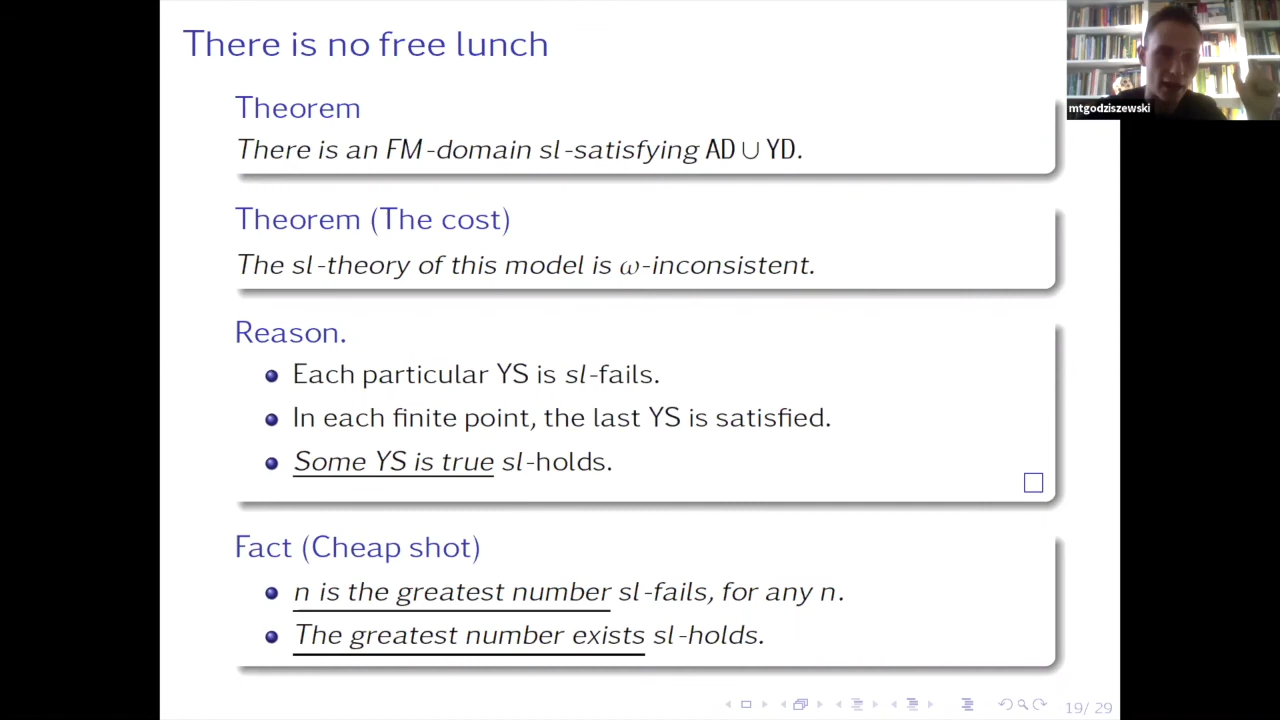 There is no free lunch
mtgodziszewski
Theorem
There is an FM-domain sl-satisfying AD ∪ YD.
Theorem (The cost)
The sl-theory of this model is ω-inconsistent.
Reason.
Each particular YS is sl-fails.
In each finite point, the last YS is satisfied.
Some YS is true sl-holds.
Fact (Cheap shot)
n is the greatest number sl-fails, for any n.
The greatest number exists sl-holds.
19/ 29